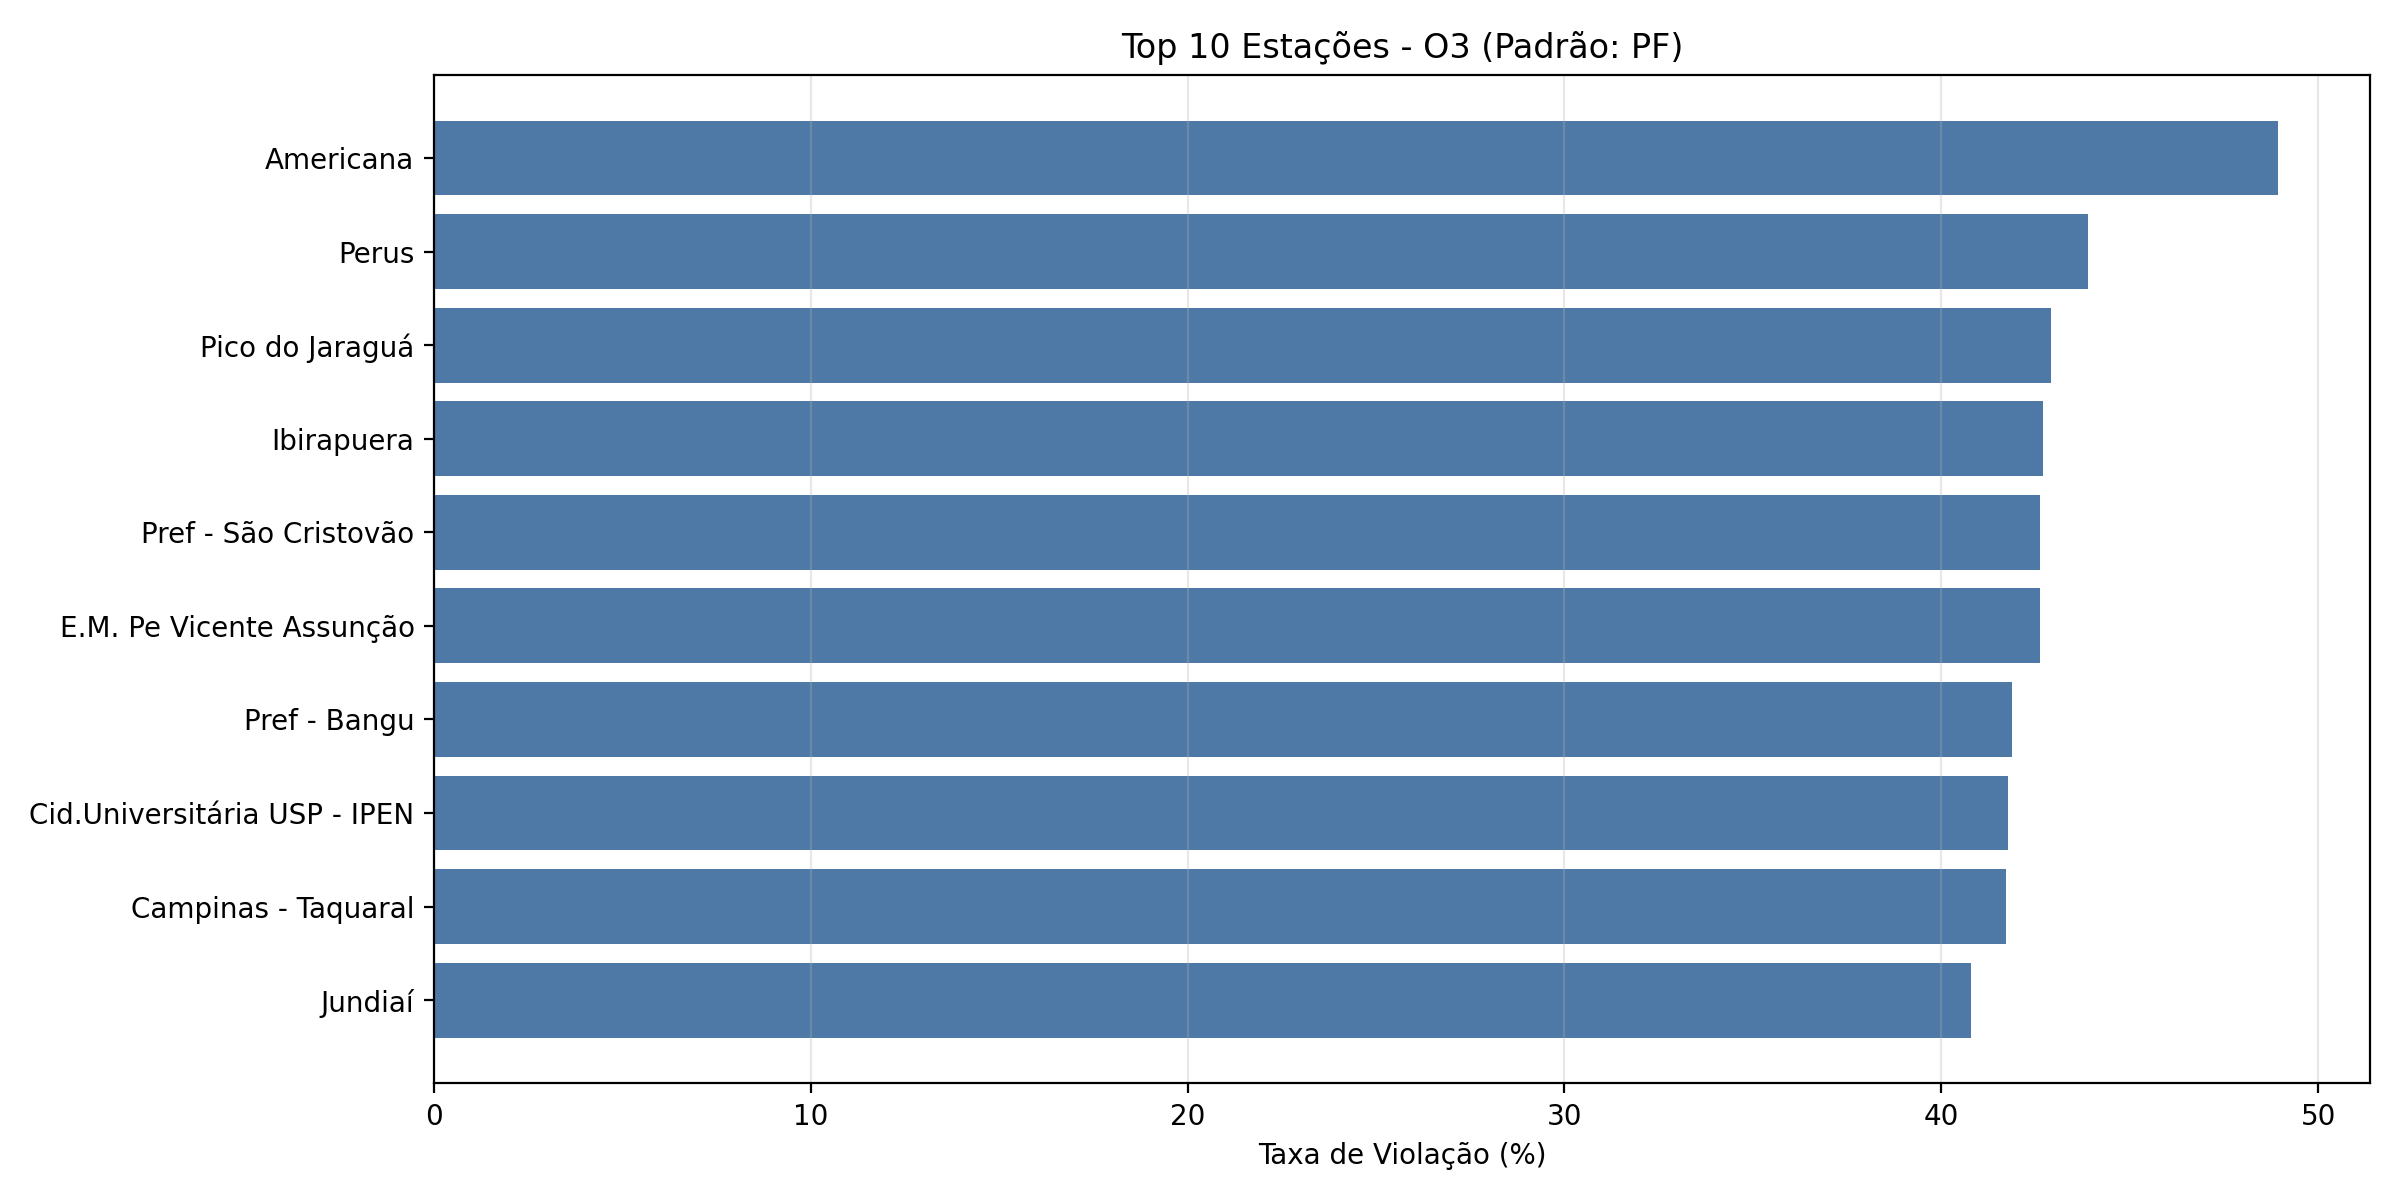 Top 10 Estações - O3 (Padrão: PF)
Americana
Perus
Pico do Jaraguá
Ibirapuera
Pref - São Cristovão
E.M. Pe Vicente Assunção
Pref - Bangu
Cid.Universitária USP - IPEN
Campinas - Taquaral
Jundiaí
0 10 20 30 40 50
Taxa de Violação (%)